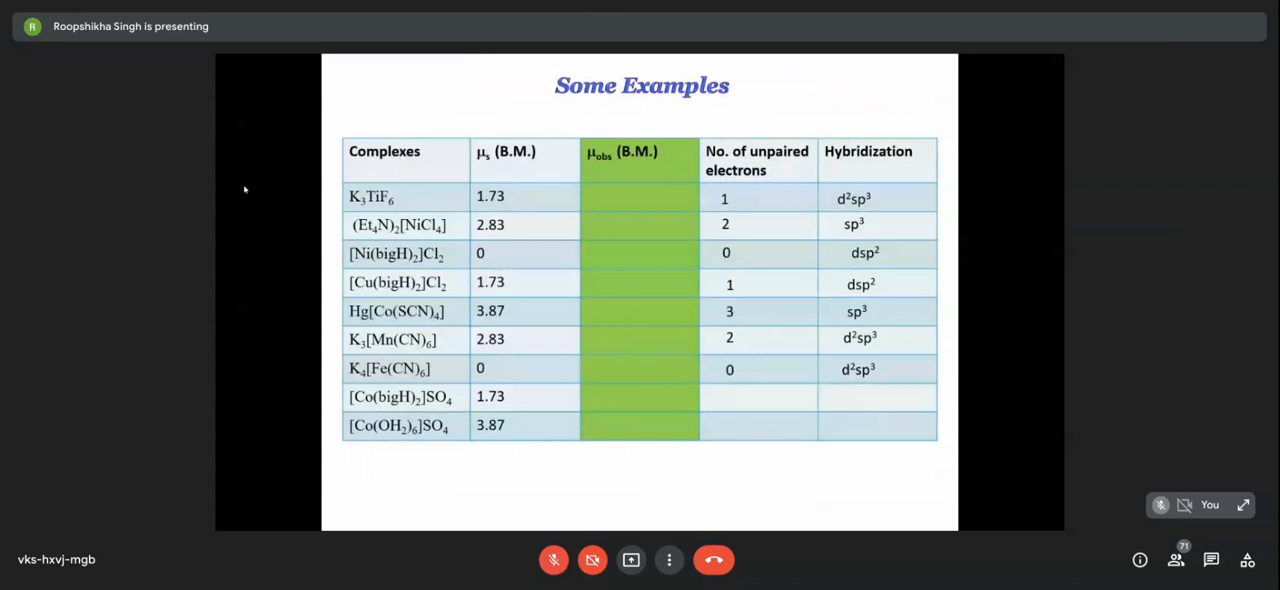 R Roopshikha Singh is presenting
Some Examples
Complexes μₛ (B.M.) μobs (B.M.) No. of unpaired electrons Hybridization
K₃TiF₆ 1.73 1 d²sp³
(Et₄N)₂[NiCl₄] 2.83 2 sp³
[Ni(bigH)₂]Cl₂ 0 0 dsp²
[Cu(bigH)₂]Cl₂ 1.73 1 dsp²
Hg[Co(SCN)₄] 3.87 3 sp³
K₃[Mn(CN)₆] 2.83 2 d²sp³
K₄[Fe(CN)₆] 0 0 d²sp³
[Co(bigH)₂]SO₄ 1.73
[Co(OH₂)₆]SO₄ 3.87
You
71
vks-hxvj-mgb